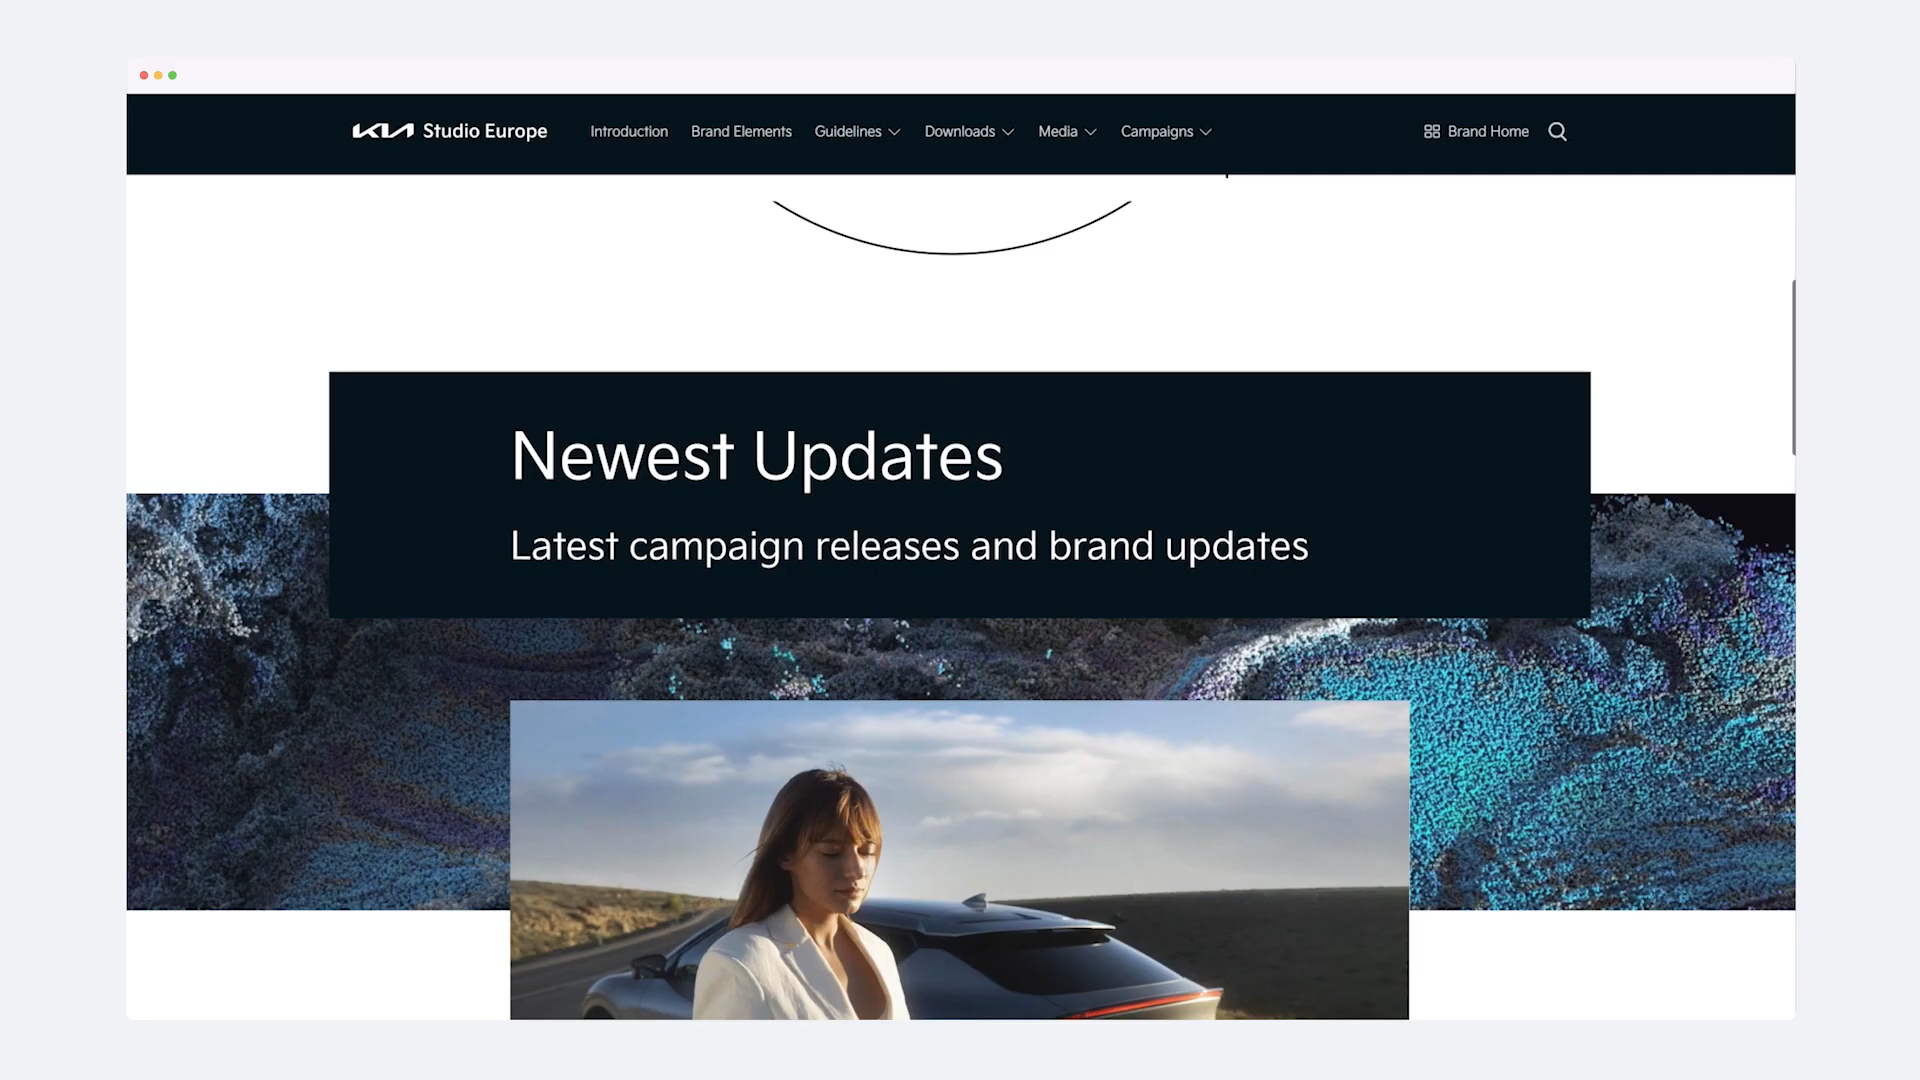 KIA Studio Europe Introduction Brand Elements Guidelines Downloads Media Campaigns Brand Home
Newest Updates
Latest campaign releases and brand updates